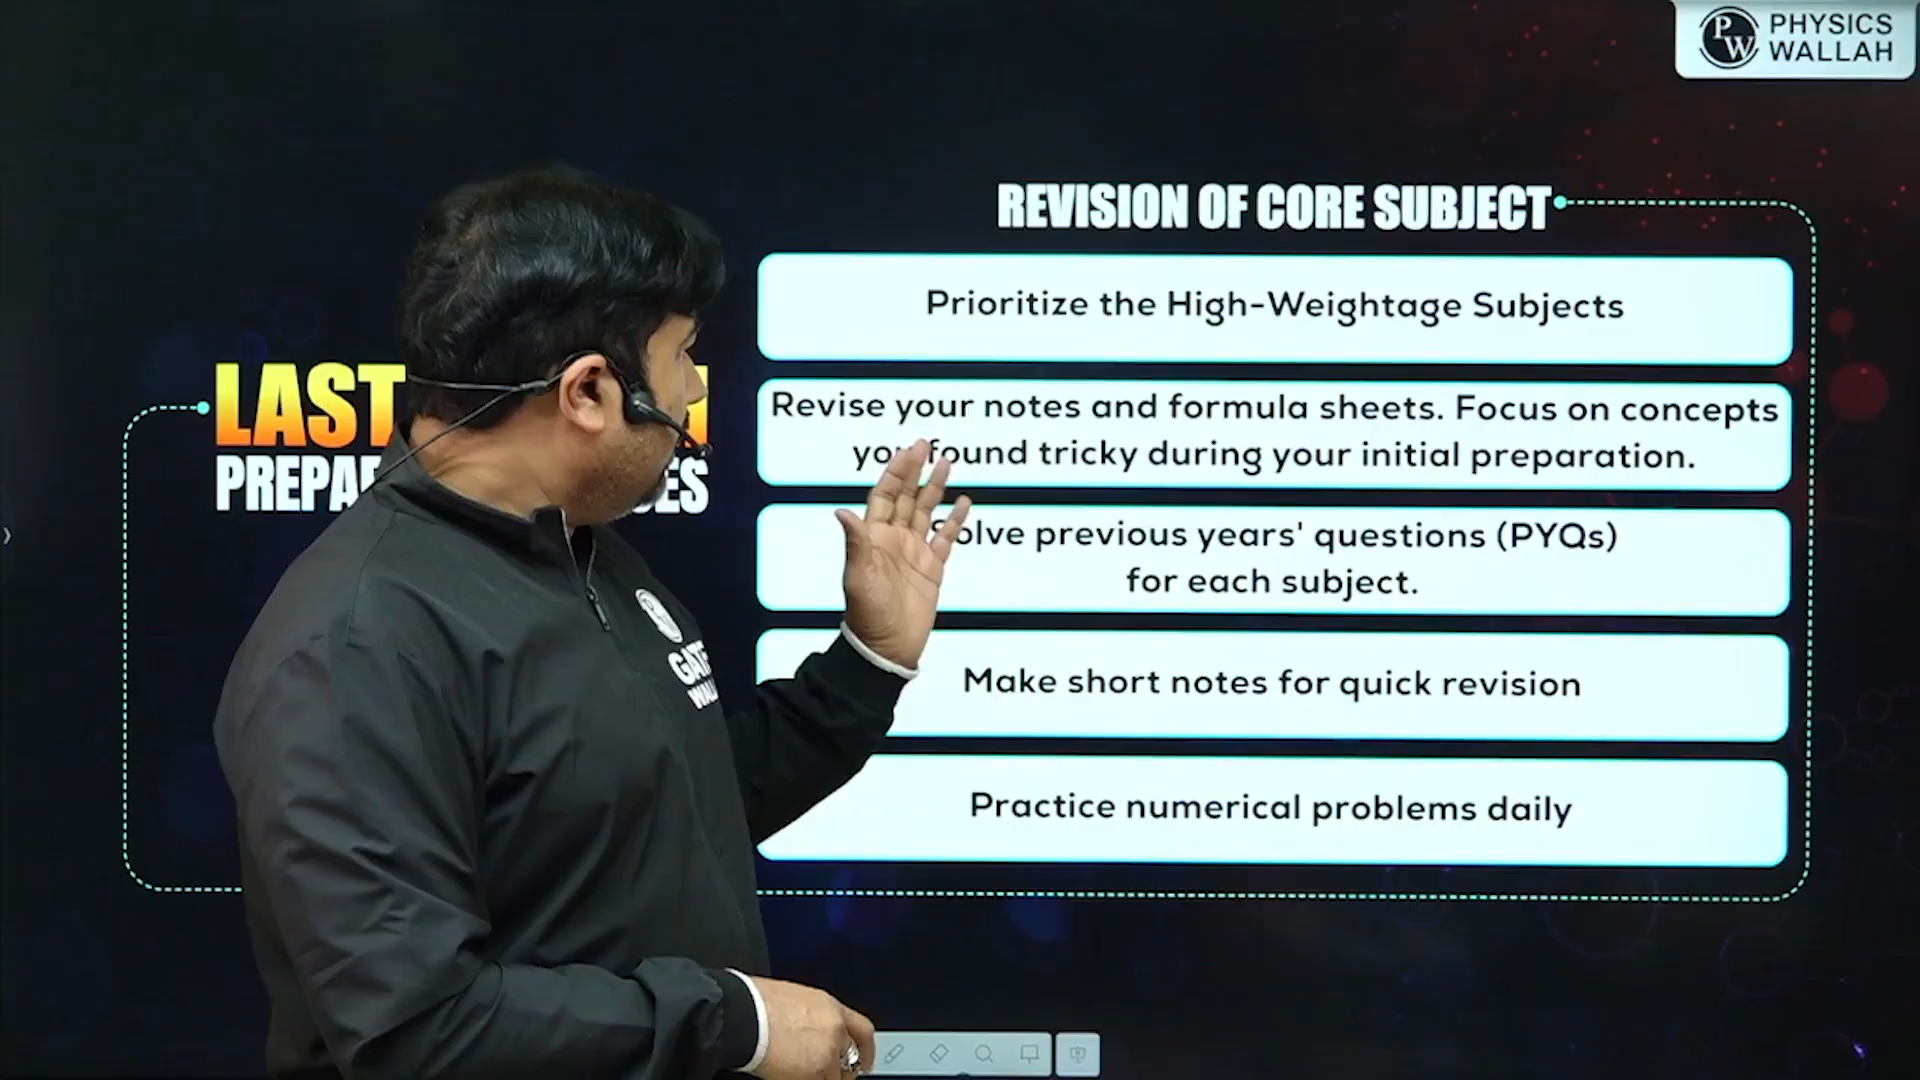 PHYSICS
WALLAH
REVISION OF CORE SUBJECT
Prioritize the High-Weightage Subjects
LAST
Revise your notes and formula sheets. Focus on concepts
you found tricky during your initial preparation.
Solve previous years' questions (PYQs)
for each subject.
Make short notes for quick revision
Practice numerical problems daily